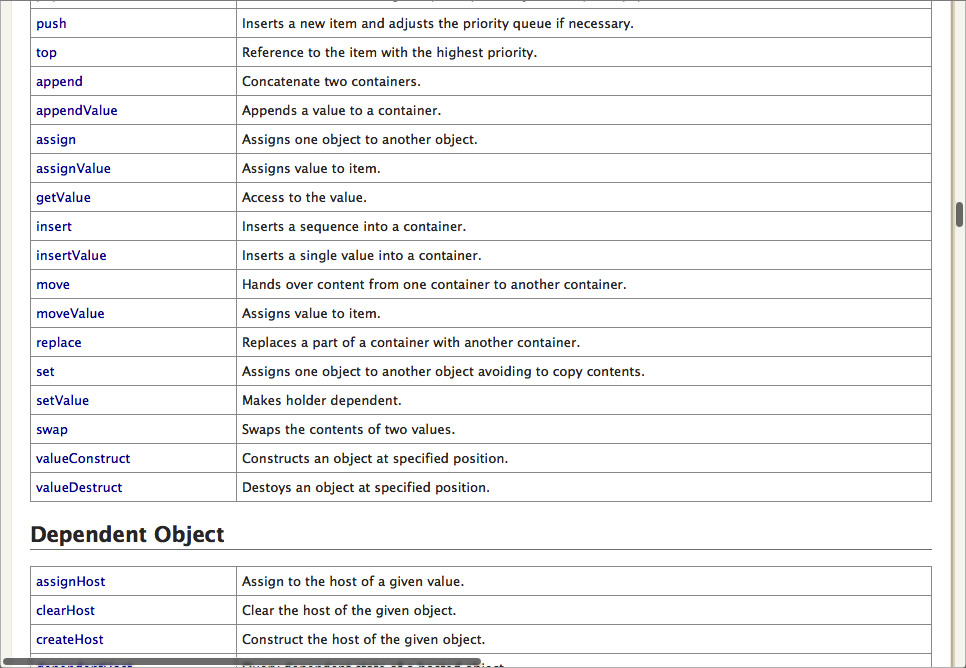 push Inserts a new item and adjusts the priority queue if necessary.
top Reference to the item with the highest priority.
append Concatenate two containers.
appendValue Appends a value to a container.
assign Assigns one object to another object.
assignValue Assigns value to item.
getValue Access to the value.
insert Inserts a sequence into a container.
insertValue Inserts a single value into a container.
move Hands over content from one container to another container.
moveValue Assigns value to item.
replace Replaces a part of a container with another container.
set Assigns one object to another object avoiding to copy contents.
setValue Makes holder dependent.
swap Swaps the contents of two values.
valueConstruct Constructs an object at specified position.
valueDestruct Destoys an object at specified position.
Dependent Object
assignHost Assign to the host of a given value.
clearHost Clear the host of the given object.
createHost Construct the host of the given object.